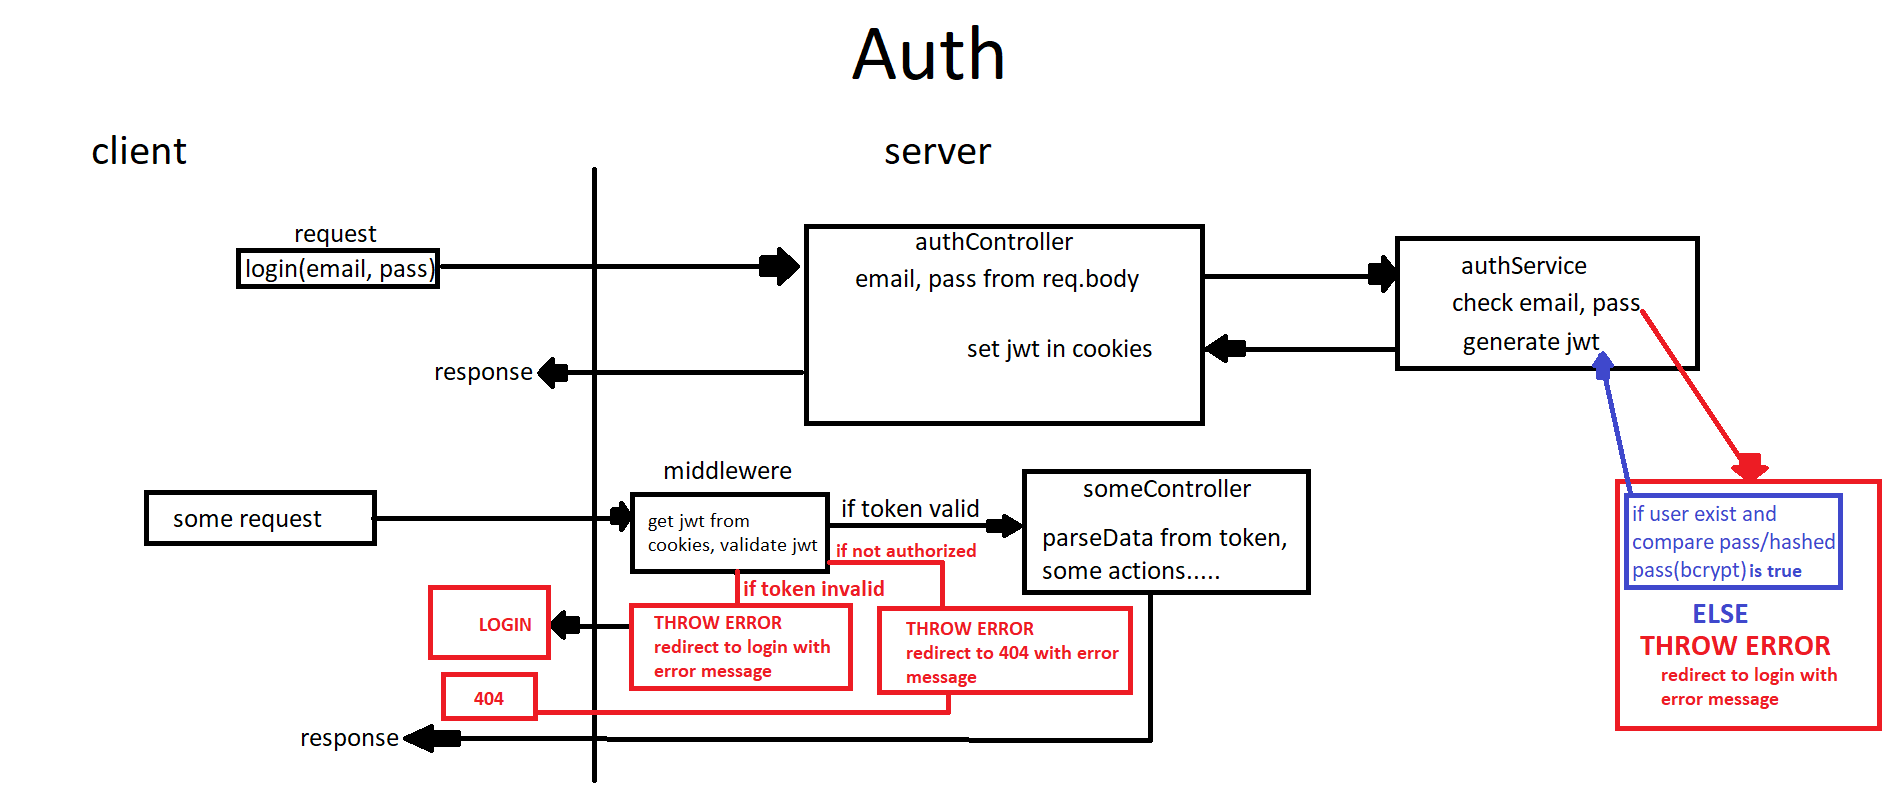 Auth
client
server
request
login(email, pass)
authController
email, pass from req.body
set jwt in cookies
authService
check email, pass
generate jwt
response
middlewere
some request
get jwt from
cookies, validate jwt
if token valid
if not authorized
if token invalid
someController
parseData from token,
some actions.....
if user exist and
compare pass/hashed
pass(bcrypt) is true
ELSE
THROW ERROR
redirect to login with
error message
LOGIN
THROW ERROR
redirect to login with
error message
THROW ERROR
redirect to 404 with error
message
404
response